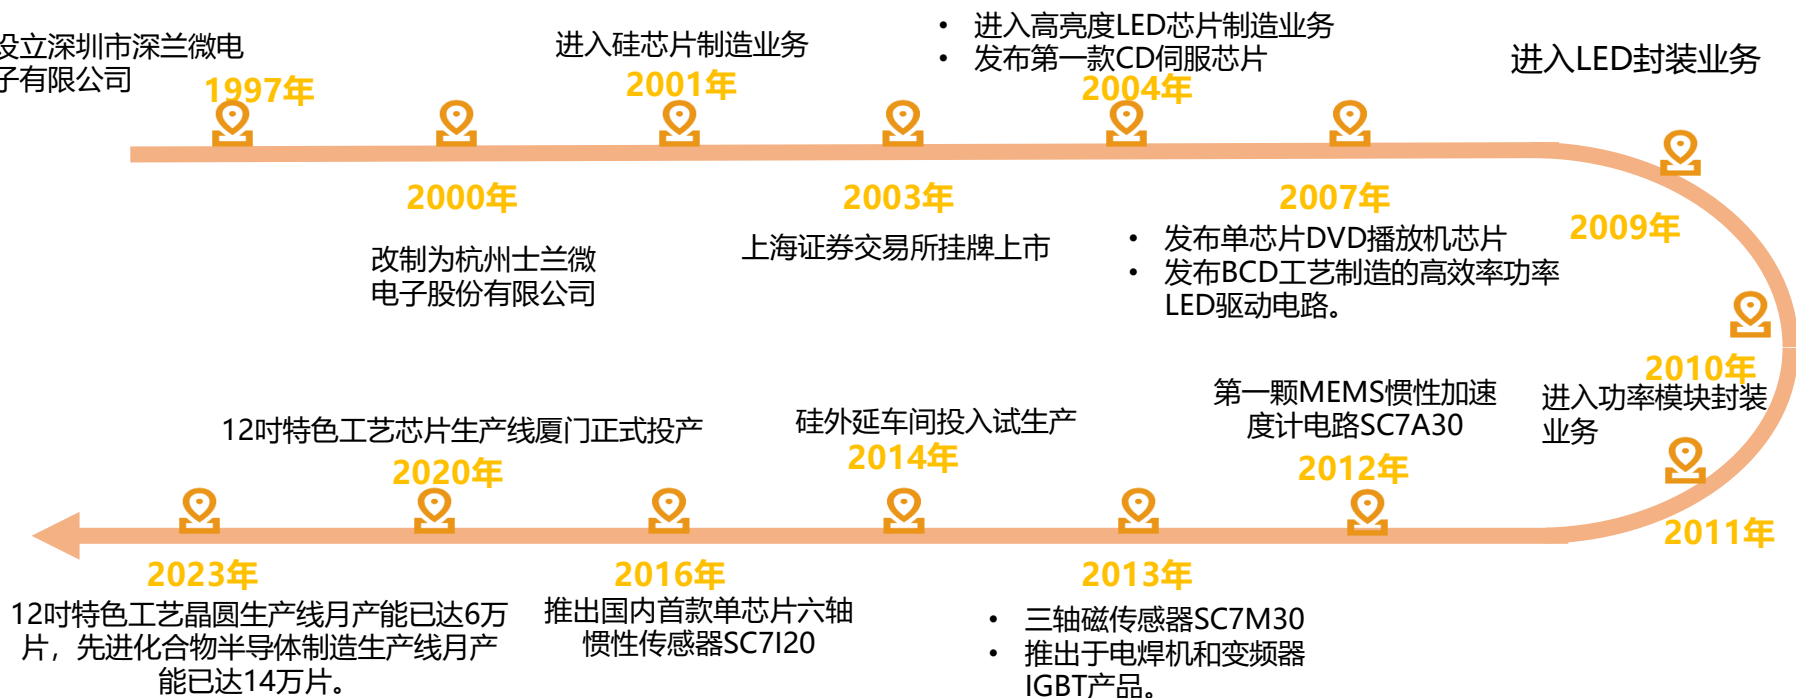 设立深圳市深兰微电
子有限公司
1997年
2000年
改制为杭州士兰微
电子股份有限公司
进入硅芯片制造业务
2001年
2003年
上海证券交易所挂牌上市
• 进入高亮度LED芯片制造业务
• 发布第一款CD伺服芯片
2004年
2007年
• 发布单芯片DVD播放机芯片
• 发布BCD工艺制造的高效率功率
LED驱动电路。
进入LED封装业务
2009年
2010年
进入功率模块封装
业务
2011年
第一颗MEMS惯性加速
度计电路SC7A30
2012年
2013年
• 三轴磁传感器SC7M30
• 推出于电焊机和变频器
IGBT产品。
硅外延车间投入试生产
2014年
2016年
推出国内首款单芯片六轴
惯性传感器SC7I20
12吋特色工艺芯片生产线厦门正式投产
2020年
2023年
12吋特色工艺晶圆生产线月产能已达6万
片，先进化合物半导体制造生产线月产
能已达14万片。